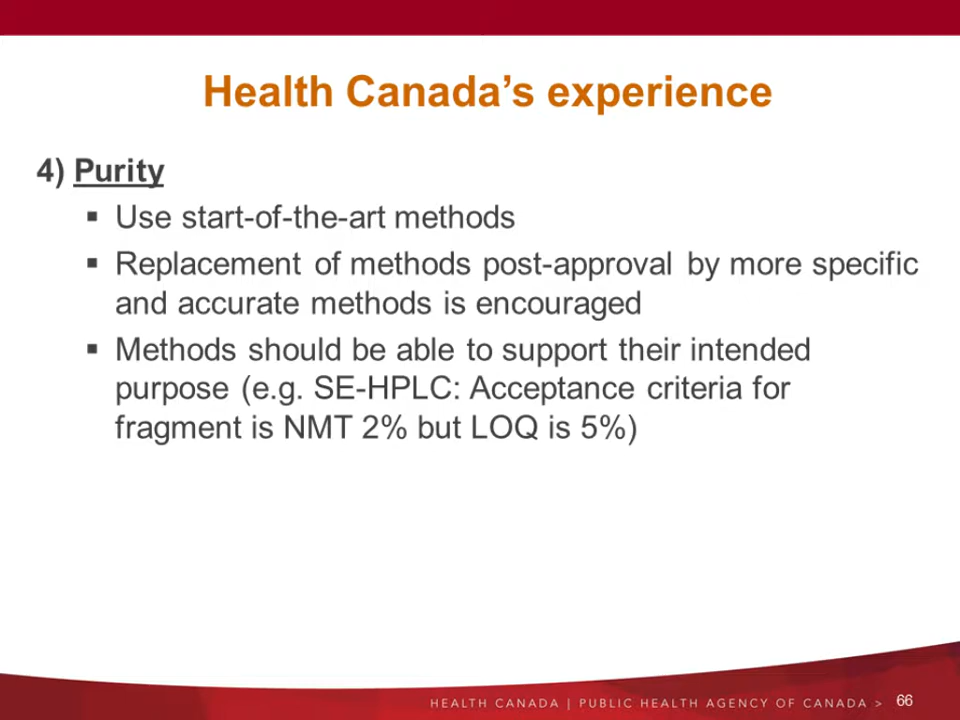 Health Canada’s experience
4) Purity
▪ Use start-of-the-art methods
▪ Replacement of methods post-approval by more specific
and accurate methods is encouraged
▪ Methods should be able to support their intended
purpose (e.g. SE-HPLC: Acceptance criteria for
fragment is NMT 2% but LOQ is 5%)
HEALTH CANADA | PUBLIC HEALTH AGENCY OF CANADA > 66